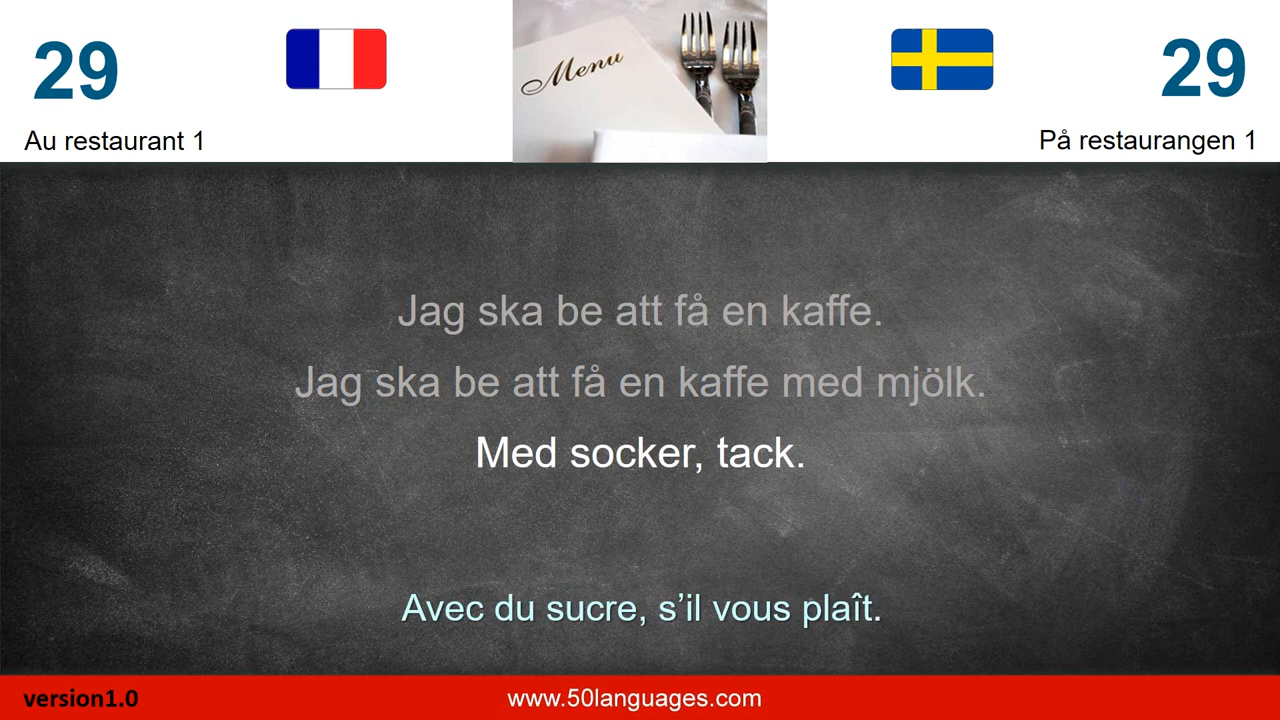 29
29
Au restaurant 1
Menu
På restaurangen 1
Jag ska be att få en kaffe.
Jag ska be att få en kaffe med mjölk.
Med socker, tack.
Avec du sucre, s’il vous plaît.
version1.0
www.50languages.com